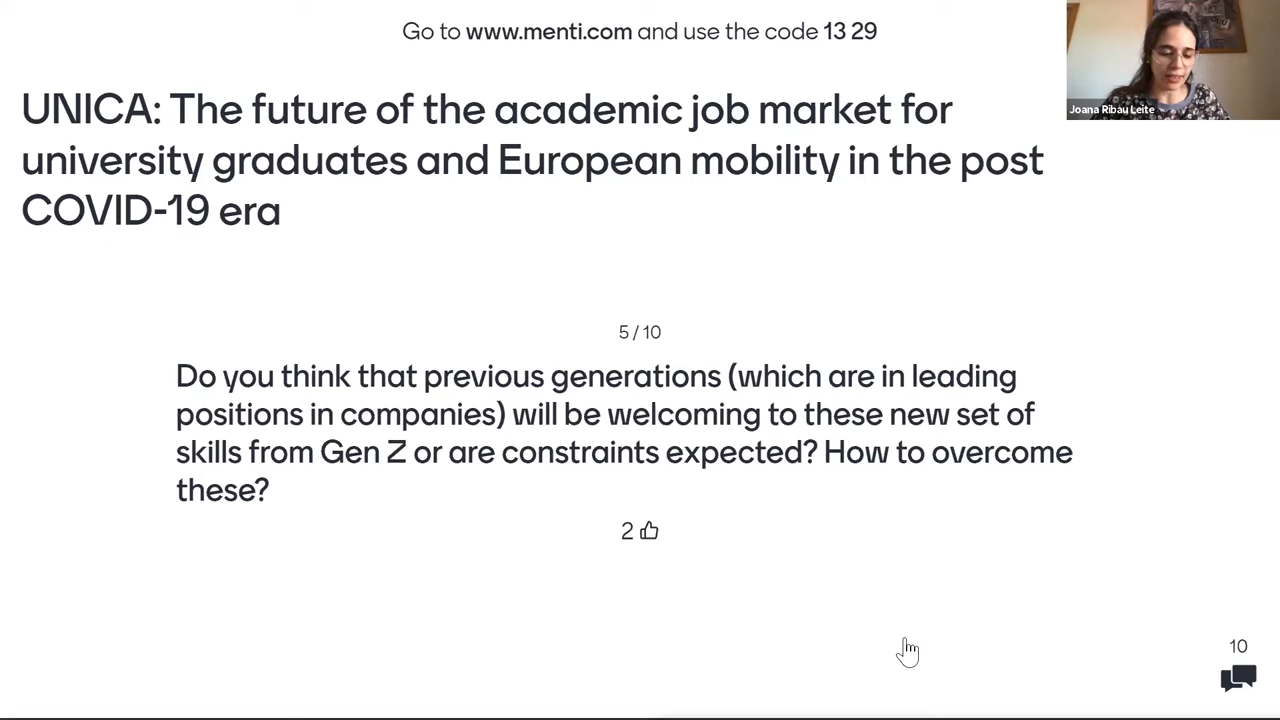 Go to www.menti.com and use the code 13 29
Joana Ribau Leite
UNICA: The future of the academic job market for
university graduates and European mobility in the post
COVID-19 era
5 / 10
Do you think that previous generations (which are in leading
positions in companies) will be welcoming to these new set of
skills from Gen Z or are constraints expected? How to overcome
these?
2
10